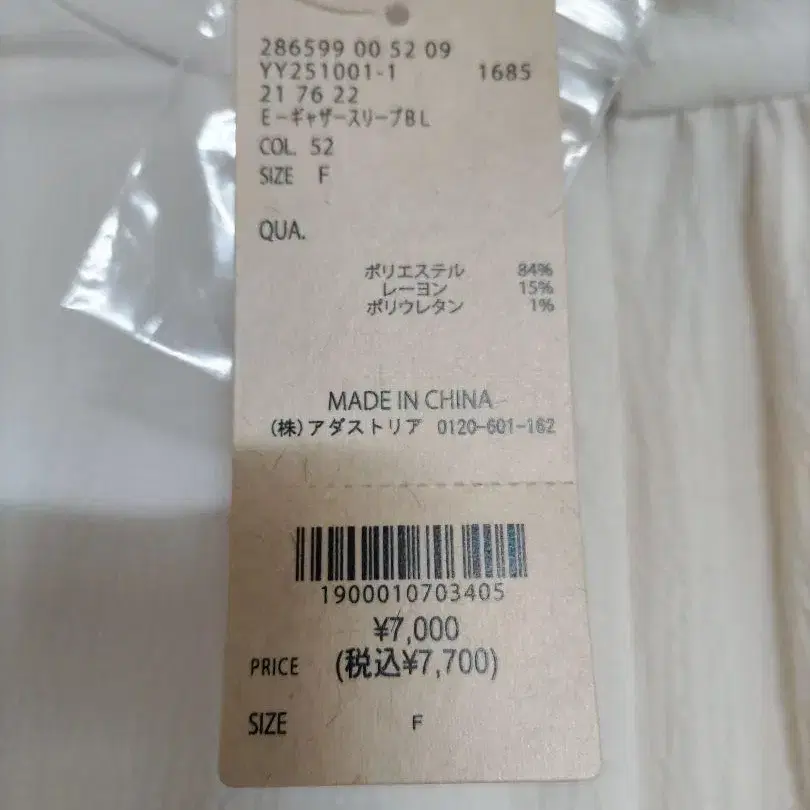 286599 00 52 09
YY251001-1 1685
21 76 22
E-ギャザースリーブBL
COL. 52
SIZE F
QUA.
ポリエステル 84%
レーヨン 15%
ポリウレタン 1%
MADE IN CHINA
(株)アダストリア 0120-601-162
1900010703405
¥7,000
PRICE (税込¥7,700)
SIZE F